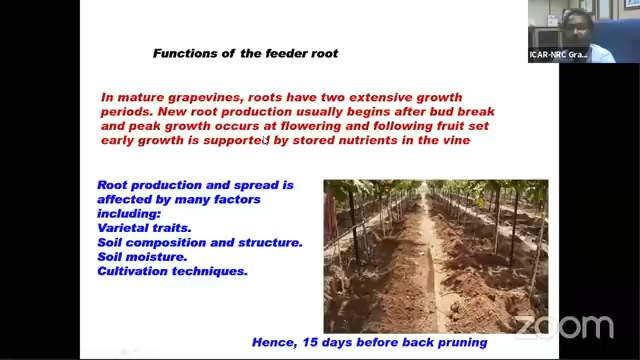 ICAR-NRC Gra...
Functions of the feeder root
In mature grapevines, roots have two extensive growth
periods. New root production usually begins after bud break
and peak growth occurs at flowering and following fruit set
early growth is supported by stored nutrients in the vine
Root production and spread is
affected by many factors
including:
Varietal traits.
Soil composition and structure.
Soil moisture.
Cultivation techniques.
zoom
Hence, 15 days before back pruning